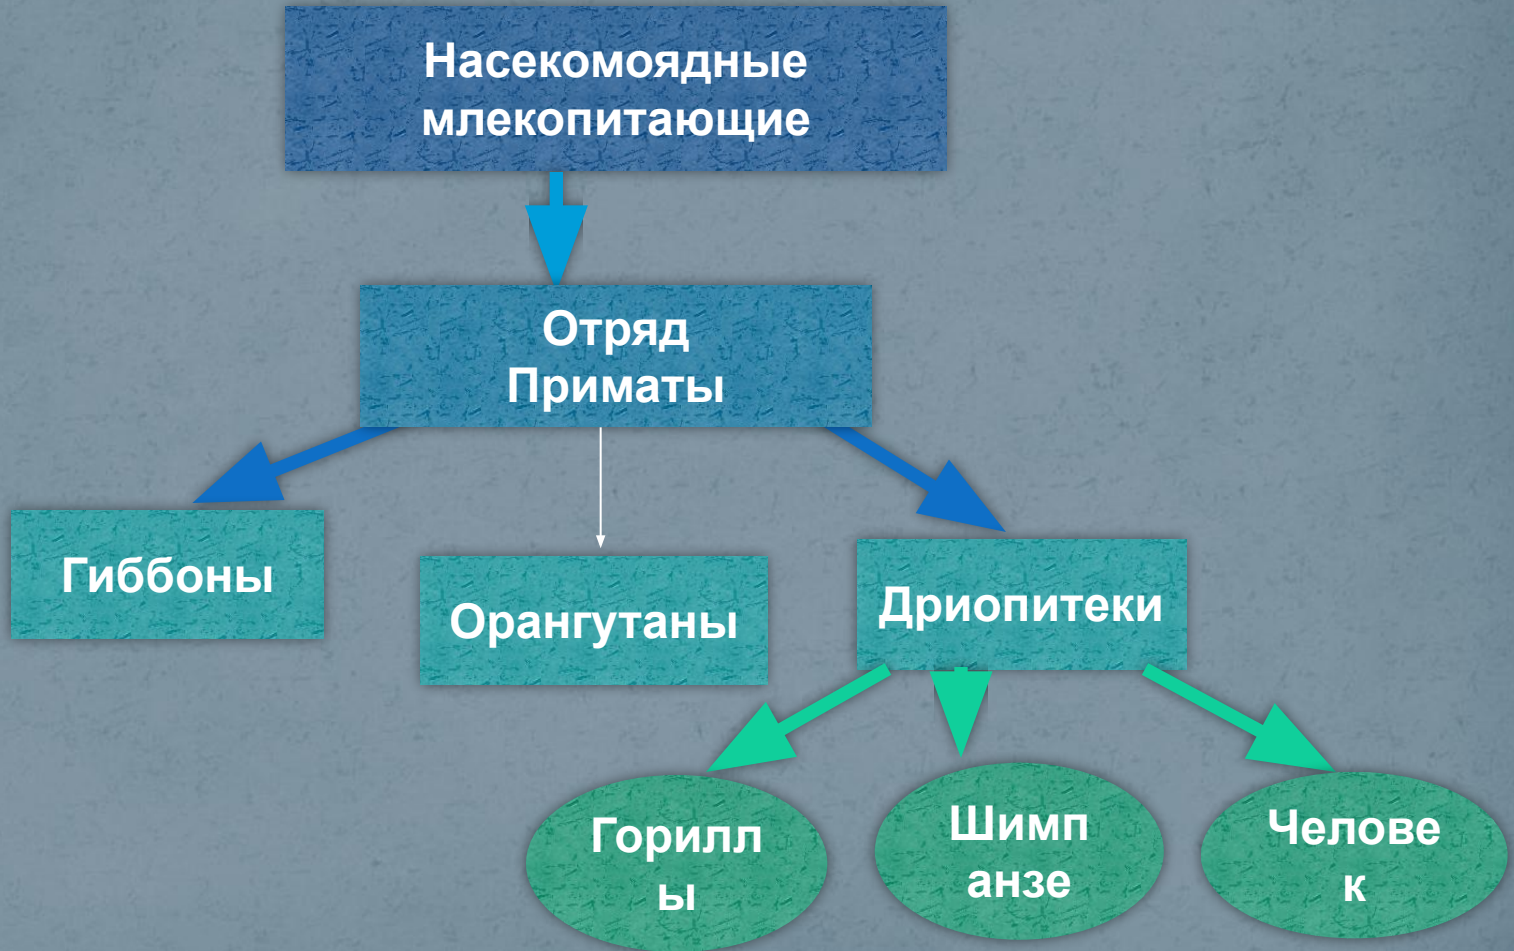 Насекомоядные
млекопитающие
Отряд
Приматы
Гиббоны
Орангутаны
Дриопитеки
Горилл
ы
Шимп
анзе
Челове
к